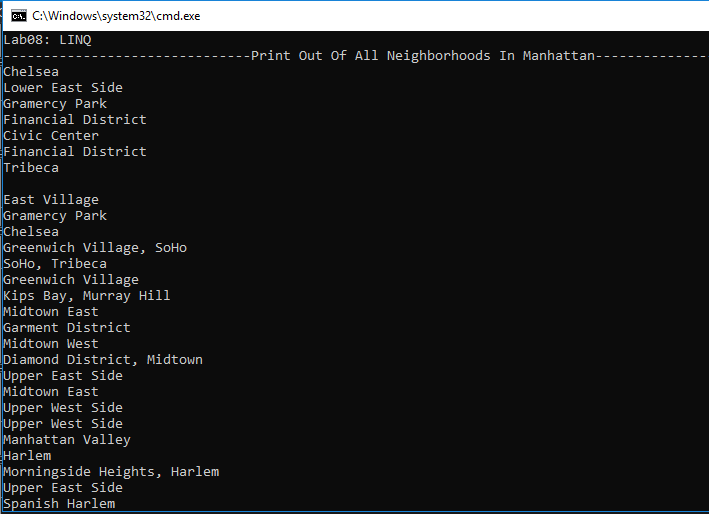 C:\Windows\system32\cmd.exe
Lab08: LINQ
-------------------------------Print Out Of All Neighborhoods In Manhattan---------------
Chelsea
Lower East Side
Gramercy Park
Financial District
Civic Center
Financial District
Tribeca

East Village
Gramercy Park
Chelsea
Greenwich Village, SoHo
SoHo, Tribeca
Greenwich Village
Kips Bay, Murray Hill
Midtown East
Garment District
Midtown West
Diamond District, Midtown
Upper East Side
Midtown East
Upper West Side
Upper West Side
Manhattan Valley
Harlem
Morningside Heights, Harlem
Upper East Side
Spanish Harlem